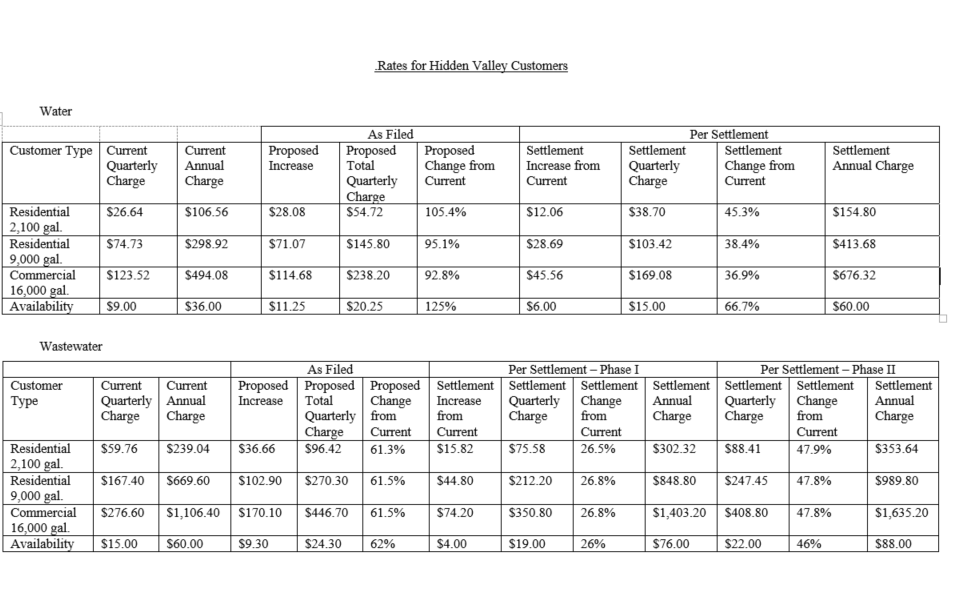 .Rates for Hidden Valley Customers
Water
As Filed Per Settlement
Customer Type Current Current Proposed Proposed Proposed Settlement Settlement Settlement Settlement
Quarterly Annual Increase Total Change from Increase from Quarterly Change from Annual Charge
Charge Charge Quarterly Current Current Charge Current
Charge
Residential $26.64 $106.56 $28.08 $54.72 105.4% $12.06 $38.70 45.3% $154.80
2,100 gal.
Residential $74.73 $298.92 $71.07 $145.80 95.1% $28.69 $103.42 38.4% $413.68
9,000 gal.
Commercial $123.52 $494.08 $114.68 $238.20 92.8% $45.56 $169.08 36.9% $676.32
16,000 gal.
Availability $9.00 $36.00 $11.25 $20.25 125% $6.00 $15.00 66.7% $60.00
Wastewater
As Filed Per Settlement – Phase I Per Settlement – Phase II
Customer Current Current Proposed Proposed Proposed Settlement Settlement Settlement Settlement Settlement Settlement Settlement
Type Quarterly Annual Increase Total Change Increase Quarterly Change Annual Quarterly Change Annual
Charge Charge Quarterly from from Charge from Charge Charge from Charge
Charge Current Current Current Current
Residential $59.76 $239.04 $36.66 $96.42 61.3% $15.82 $75.58 26.5% $302.32 $88.41 47.9% $353.64
2,100 gal.
Residential $167.40 $669.60 $102.90 $270.30 61.5% $44.80 $212.20 26.8% $848.80 $247.45 47.8% $989.80
9,000 gal.
Commercial $276.60 $1,106.40 $170.10 $446.70 61.5% $74.20 $350.80 26.8% $1,403.20 $408.80 47.8% $1,635.20
16,000 gal.
Availability $15.00 $60.00 $9.30 $24.30 62% $4.00 $19.00 26% $76.00 $22.00 46% $88.00